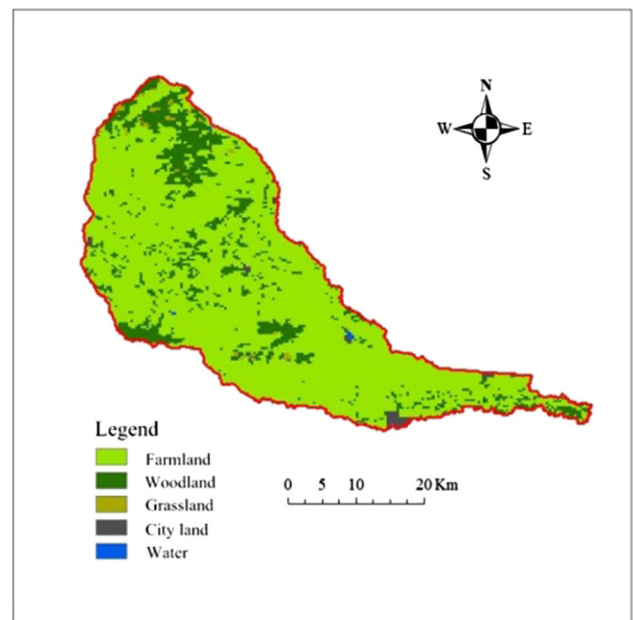 N
W E
S
Legend
Farmland
Woodland
Grassland
City land
Water
0 5 10 20 Km